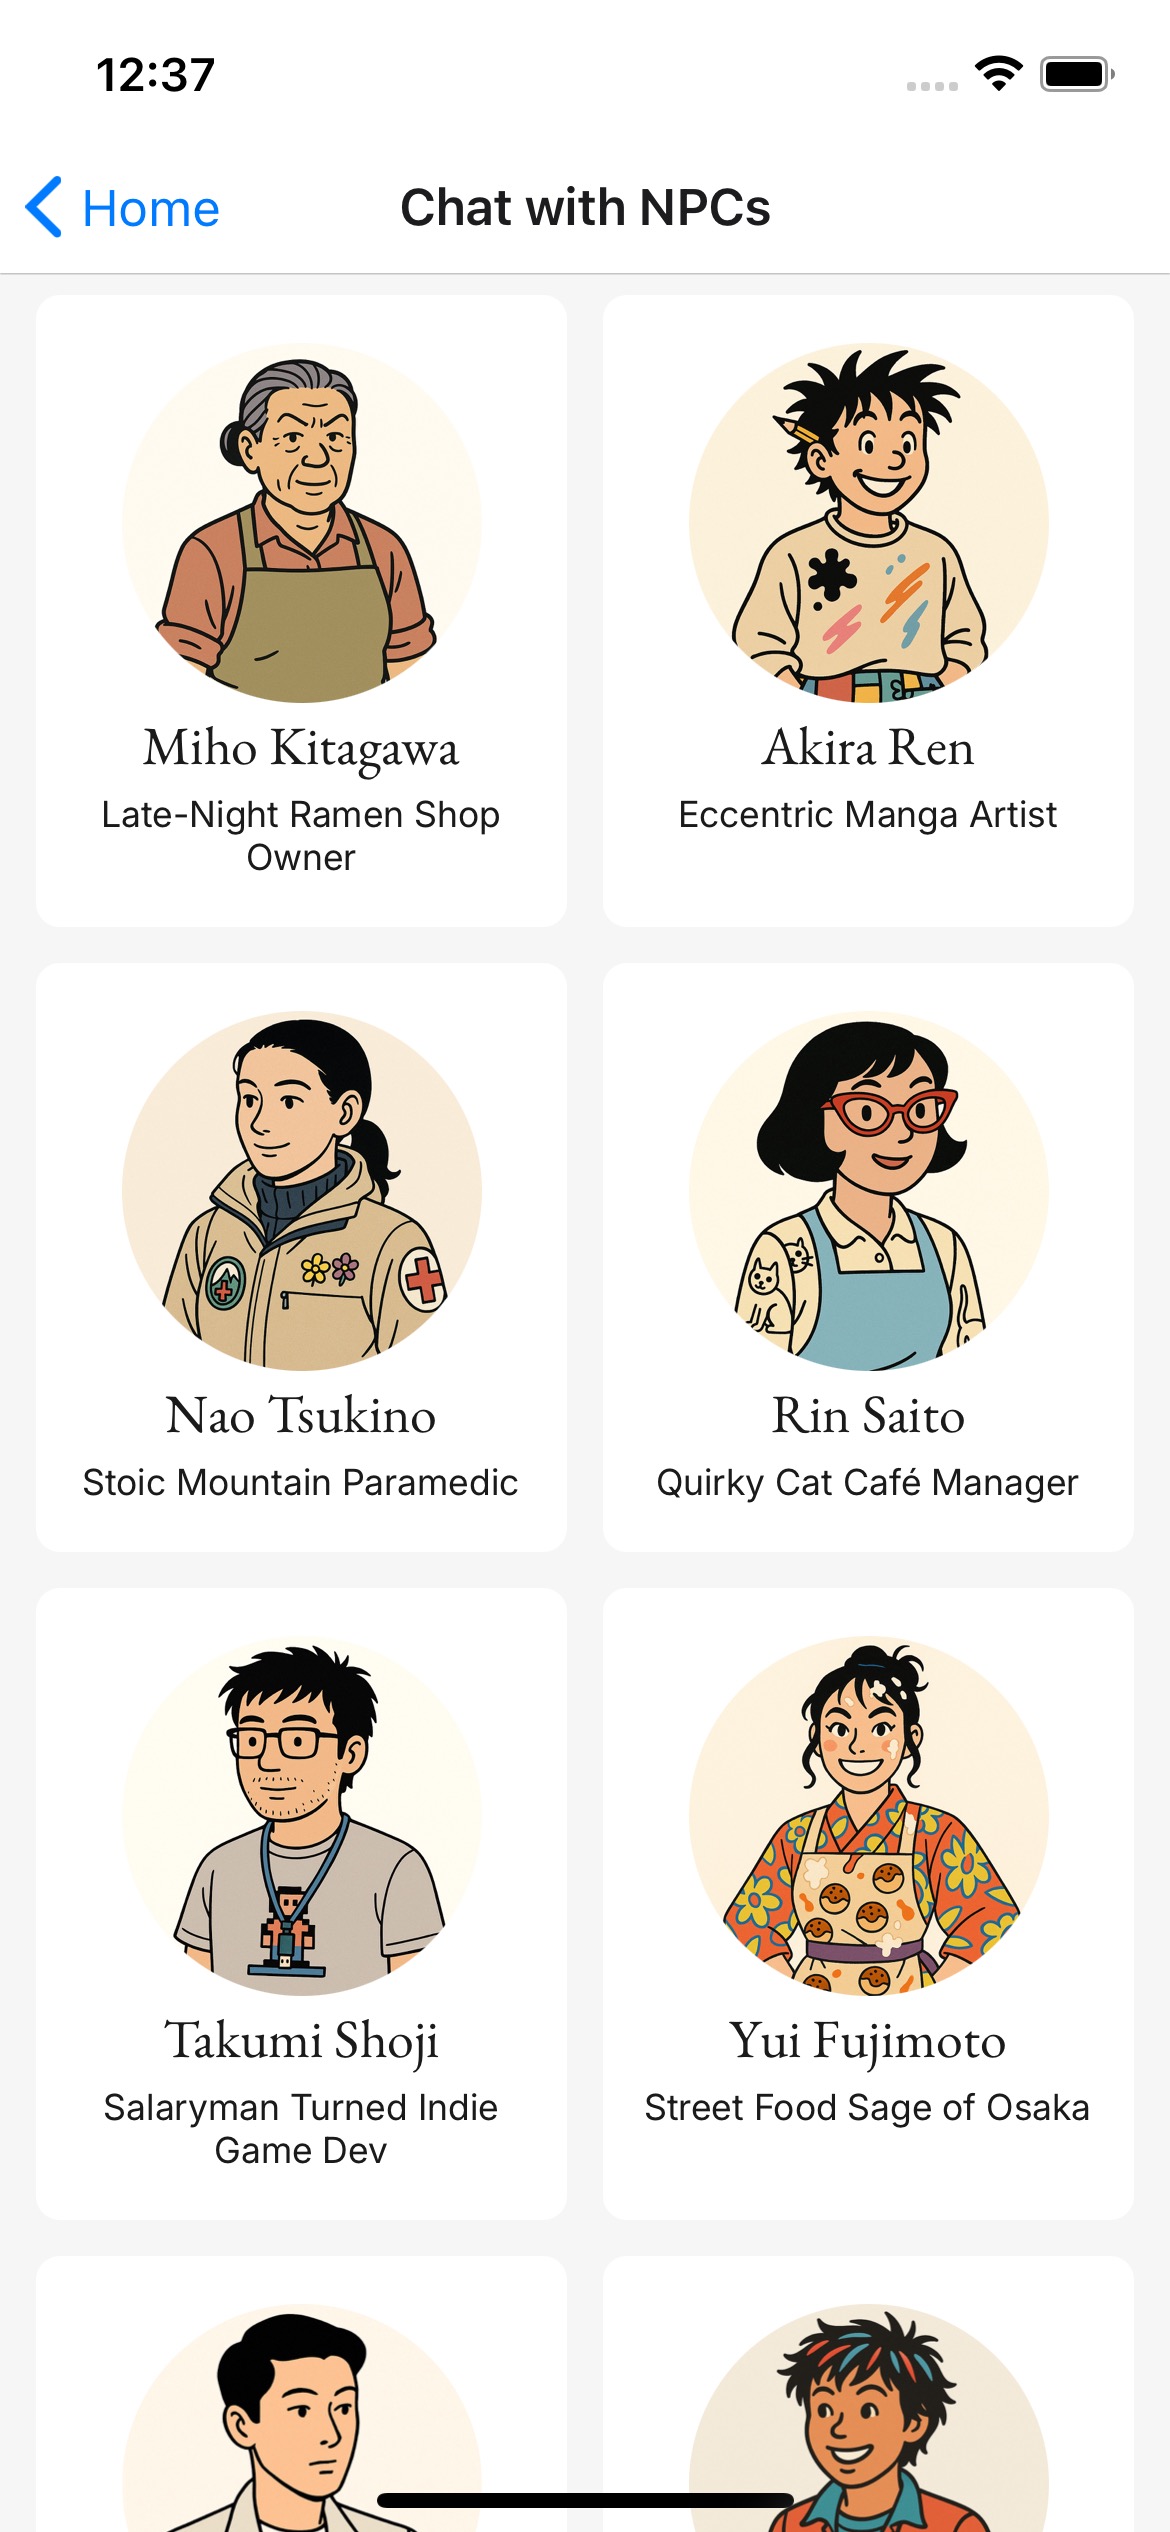 12:37
Home
Chat with NPCs
Miho Kitagawa
Late-Night Ramen Shop
Owner
Akira Ren
Eccentric Manga Artist
Nao Tsukino
Stoic Mountain Paramedic
Rin Saito
Quirky Cat Café Manager
Takumi Shoji
Salaryman Turned Indie
Game Dev
Yui Fujimoto
Street Food Sage of Osaka